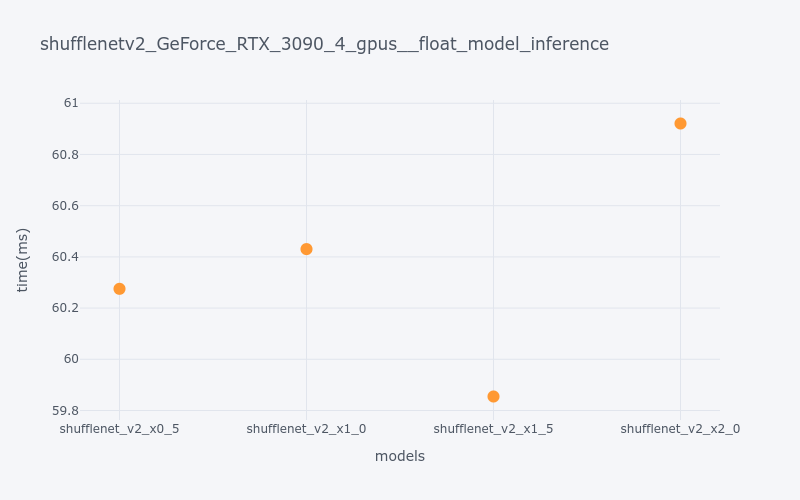 shufflenetv2_GeForce_RTX_3090_4_gpus__float_model_inference
61
60.8
60.6
60.4
60.2
60
59.8
time(ms)
shufflenet_v2_x0_5 shufflenet_v2_x1_0 shufflenet_v2_x1_5 shufflenet_v2_x2_0
models